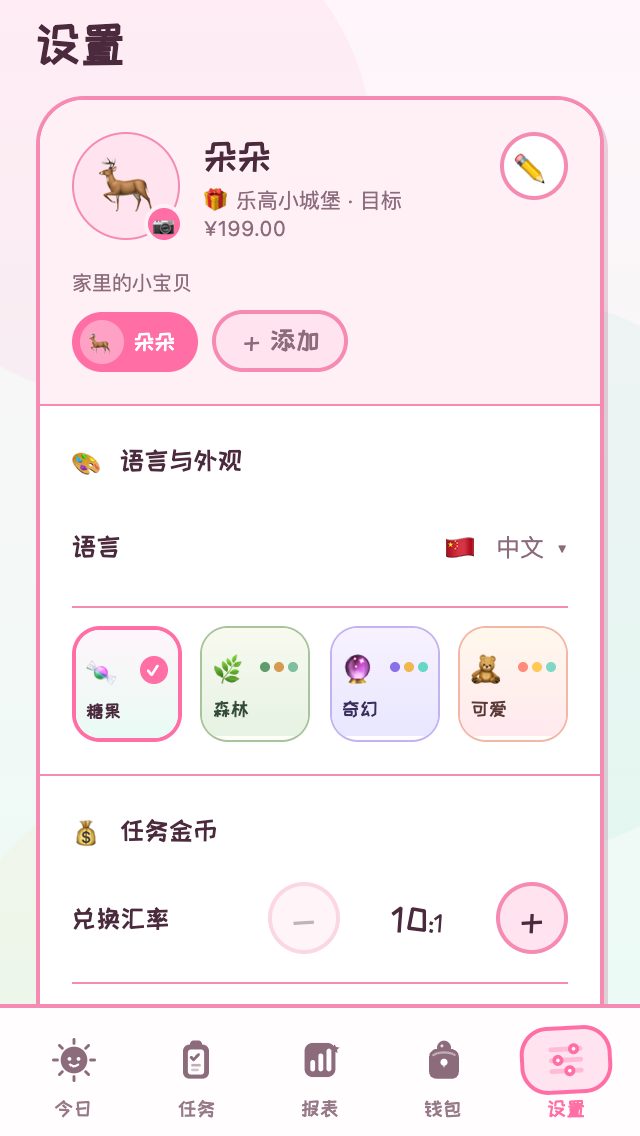 设置
朵朵
🎁 乐高小城堡 · 目标
¥199.00
家里的小宝贝
朵朵
+ 添加
语言与外观
语言
中文 ▾
糖果
森林
奇幻
可爱
任务金币
兑换汇率
−
10:1
+
今日
任务
报表
钱包
设置